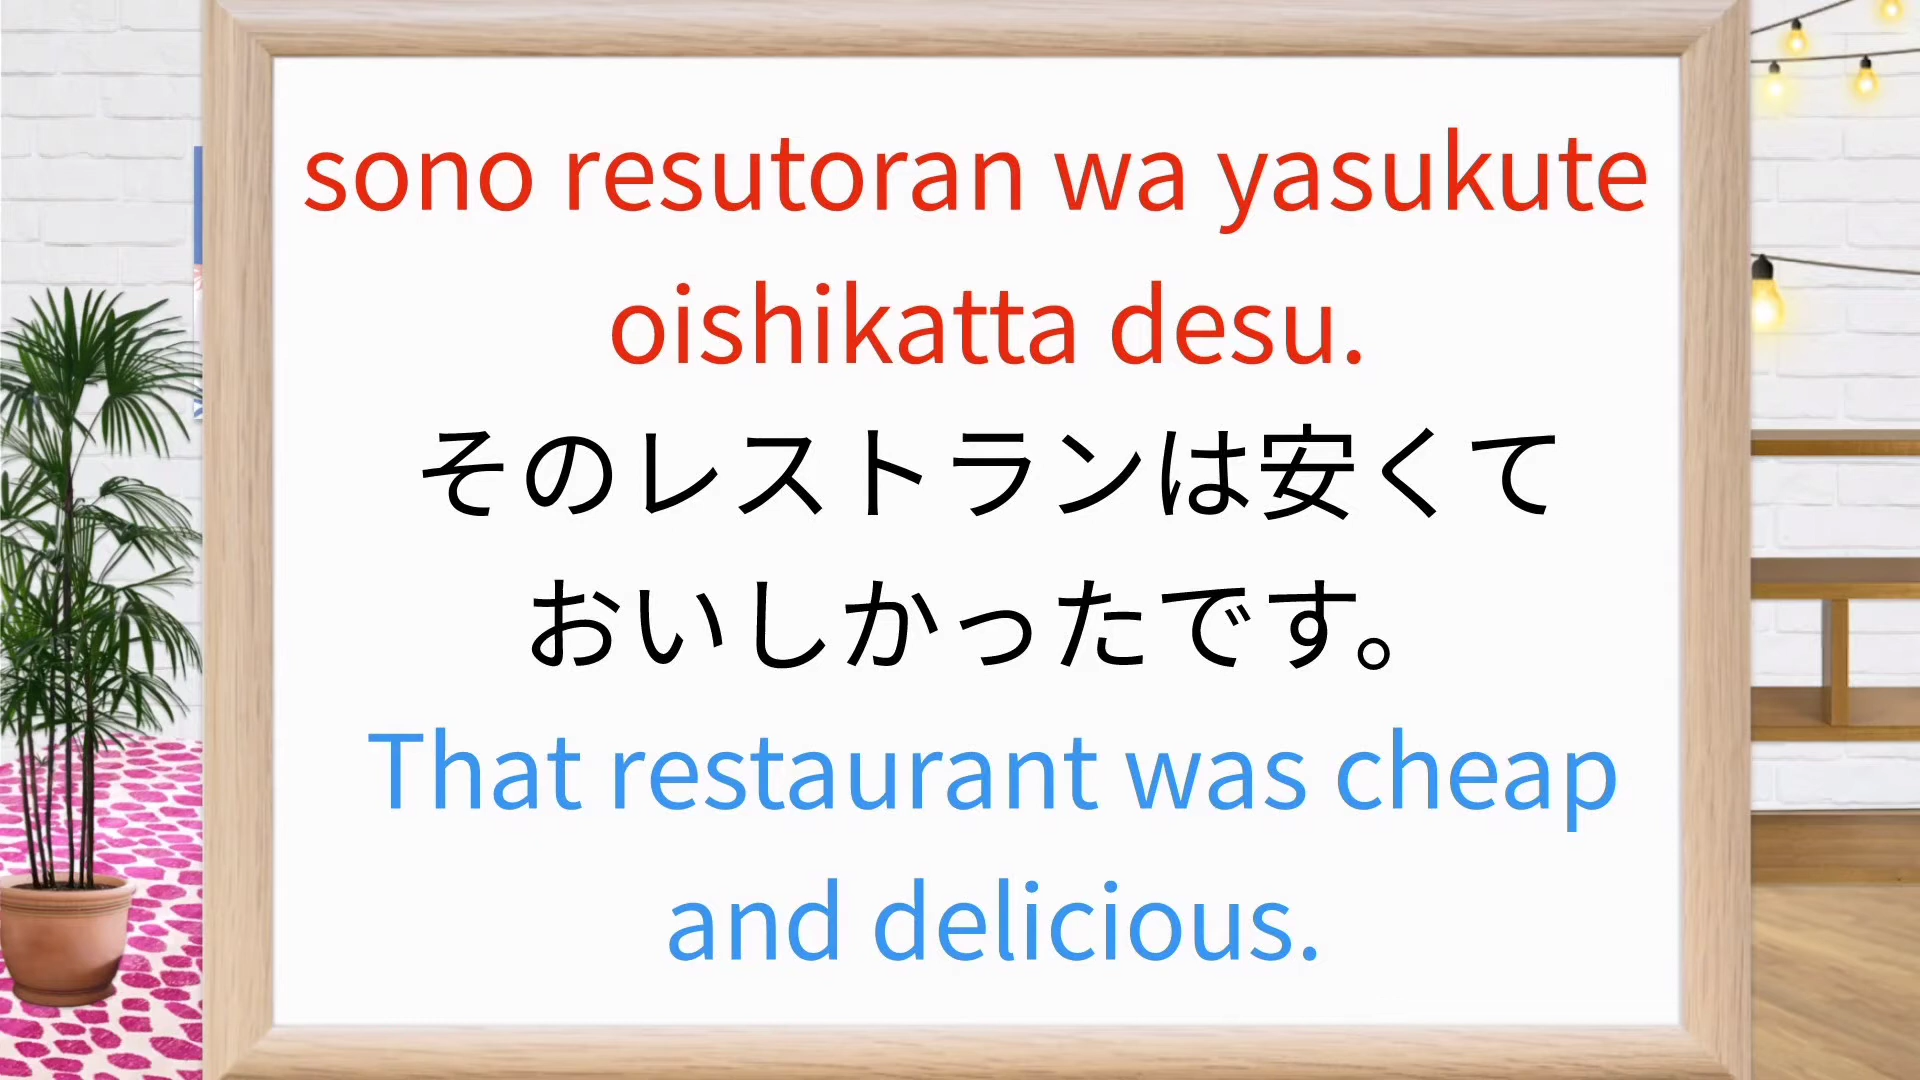 sono resutoran wa yasukute
oishikatta desu.
そのレストランは安くて
おいしかったです。
That restaurant was cheap
and delicious.